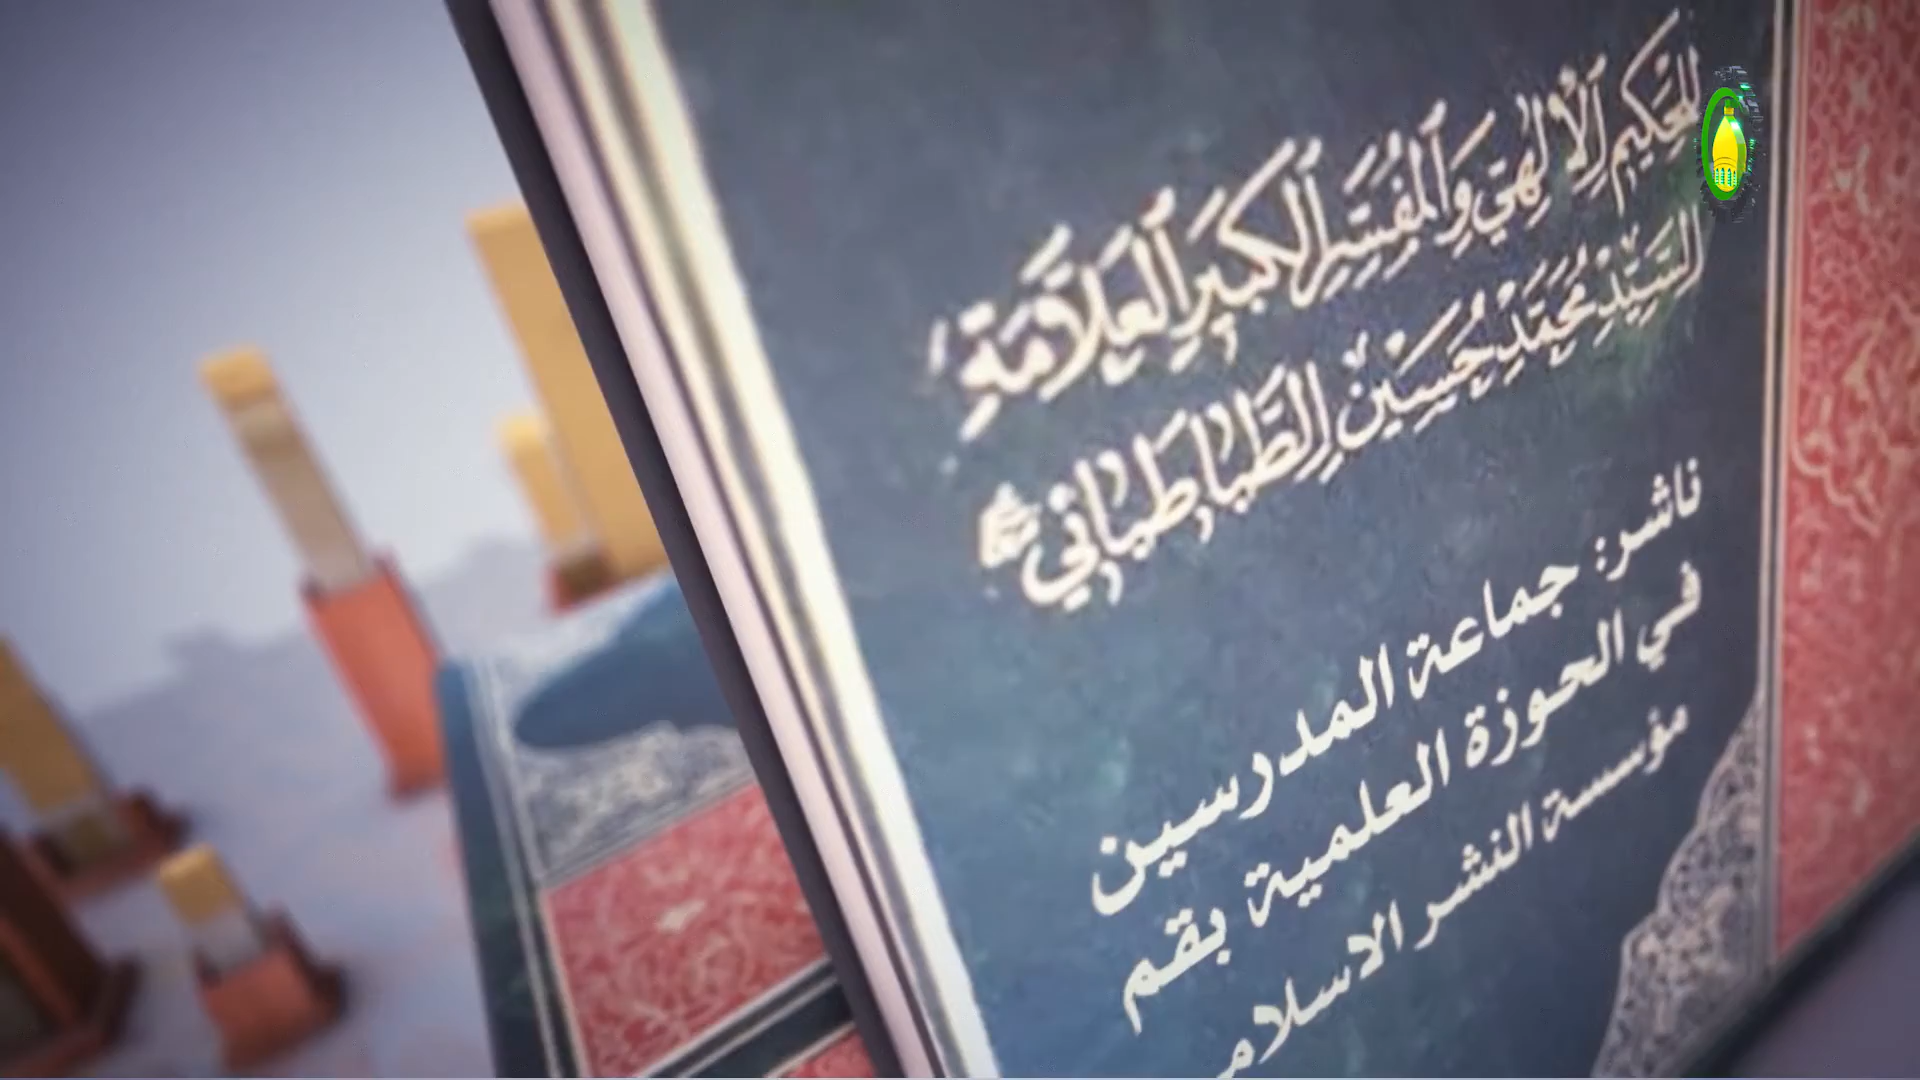 للحكيم الإلهي والمفسر الكبير العلامة
السيد محمد حسين الطباطبائي
ناشر: جماعة المدرسين
في الحوزة العلمية بقم
مؤسسة النشر الاسلامي